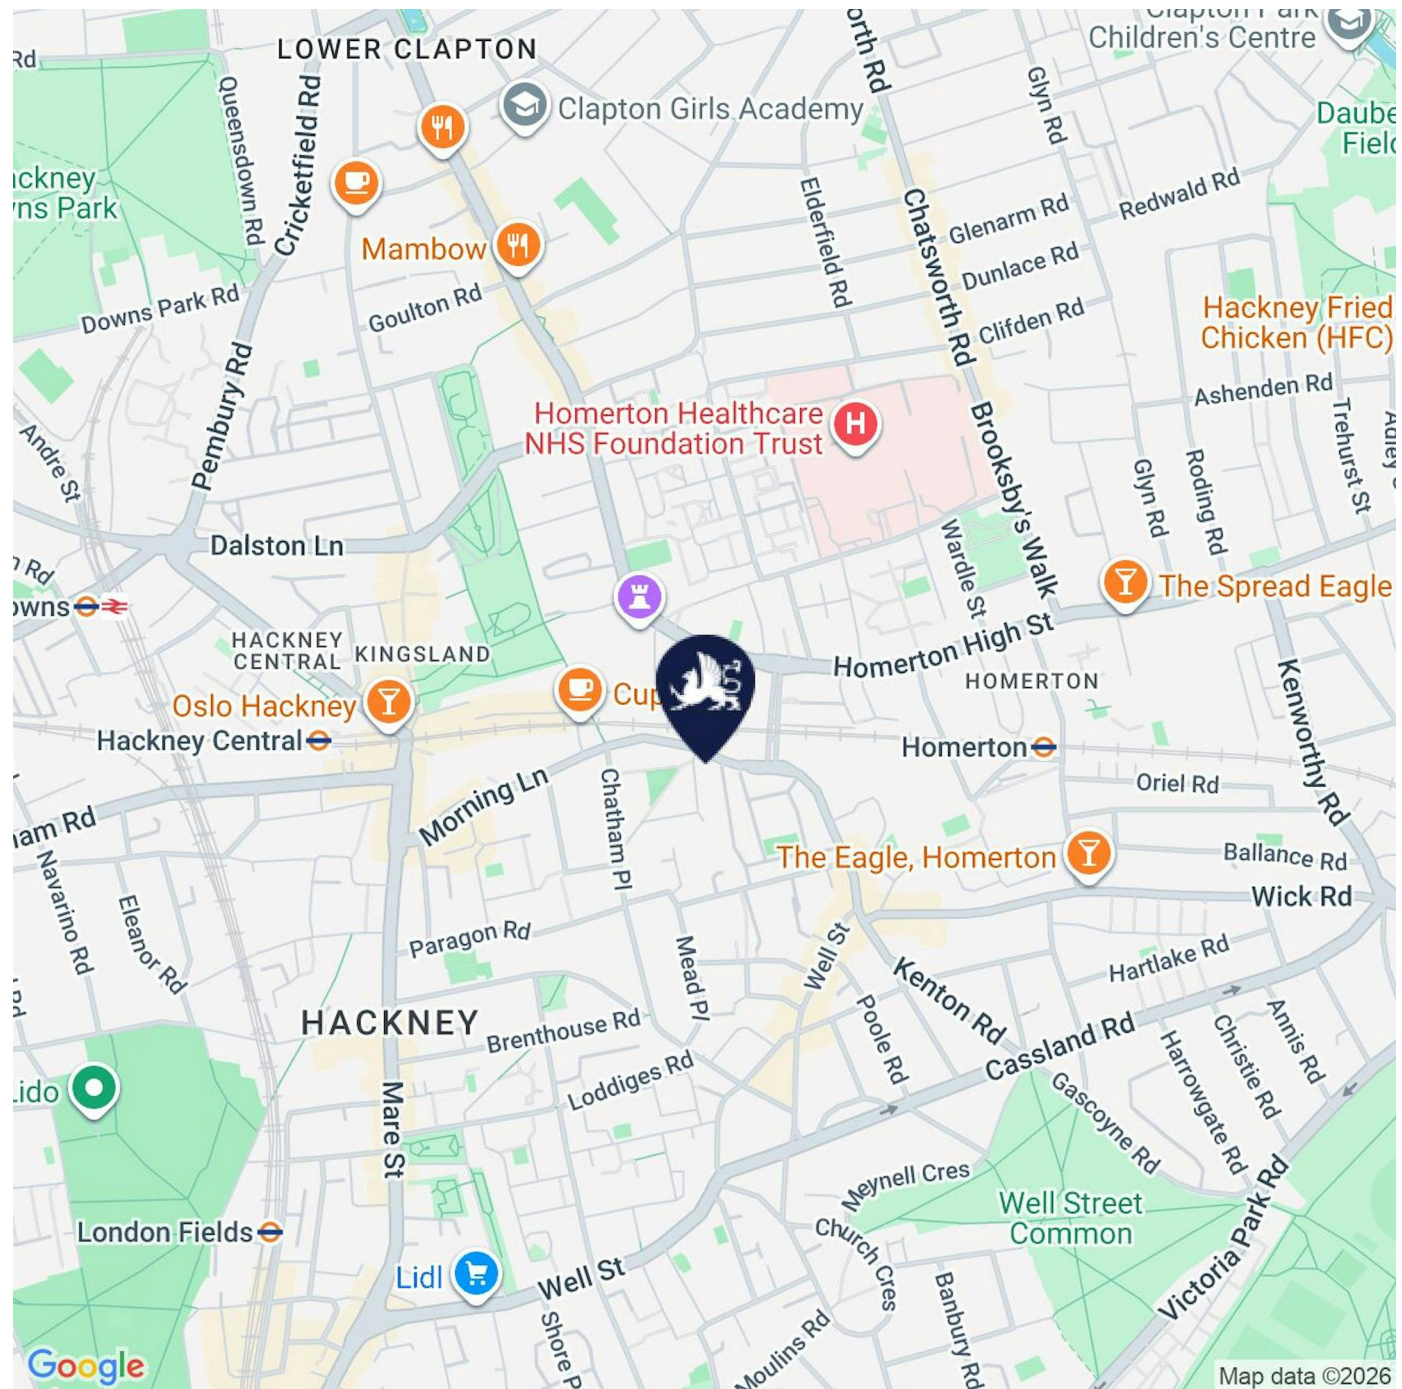 Clapton Park
Children's Centre
LOWER CLAPTON
Rd
orth Rd
Queensdown Rd
Cricketfield Rd
Clapton Girls Academy
Glyn Rd
Daube
Field
ackney
ns Park
Mambow
Elderfield Rd
Chatsworth Rd
Glenarm Rd
Redwald Rd
Dunlace Rd
Downs Park Rd
Goulton Rd
Clifden Rd
Hackney Fried
Chicken (HFC)
Pembury Rd
Ashenden Rd
Homerton Healthcare
NHS Foundation Trust
H
Brooksby's Walk
Trehurst St
Andre St
Glyn Rd
Roding Rd
Dalston Ln
Wardle St
Rd
owns
The Spread Eagle
HACKNEY
CENTRAL
KINGSLAND
Homerton High St
HOMERTON
Oslo Hackney
Cup
Hackney Central
Homerton
Kenworthy Rd
Morning Ln
Chatham Pl
Oriel Rd
am Rd
The Eagle, Homerton
Ballance Rd
Wick Rd
Navarino Rd
Eleanor Rd
Paragon Rd
Mead Pl
Well St
Kenton Rd
Hartlake Rd
Rd
HACKNEY
Brenthouse Rd
Poole Rd
Cassland Rd
Annis Rd
Christie Rd
Harrowgate Rd
Loddiges Rd
Gascoyne Rd
Lido
Mare St
Meynell Cres
Well Street
Common
Victoria Park Rd
London Fields
Church Cres
Lidl
Well St
Banbury Rd
Shore P
Moulins Rd
Google
Map data ©2026